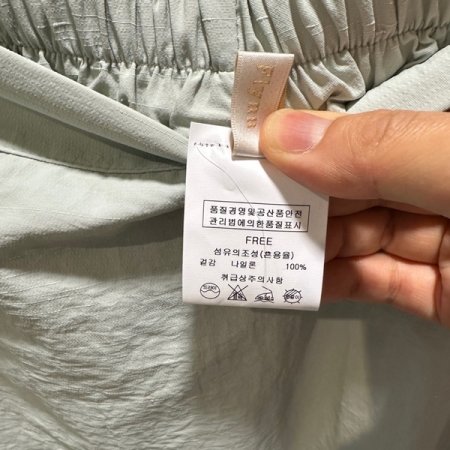 품질경영및공산품안전
관리법에의한품질표시
FREE
섬유의조성(혼용율)
겉감 나일론 100%
취급상주의사항